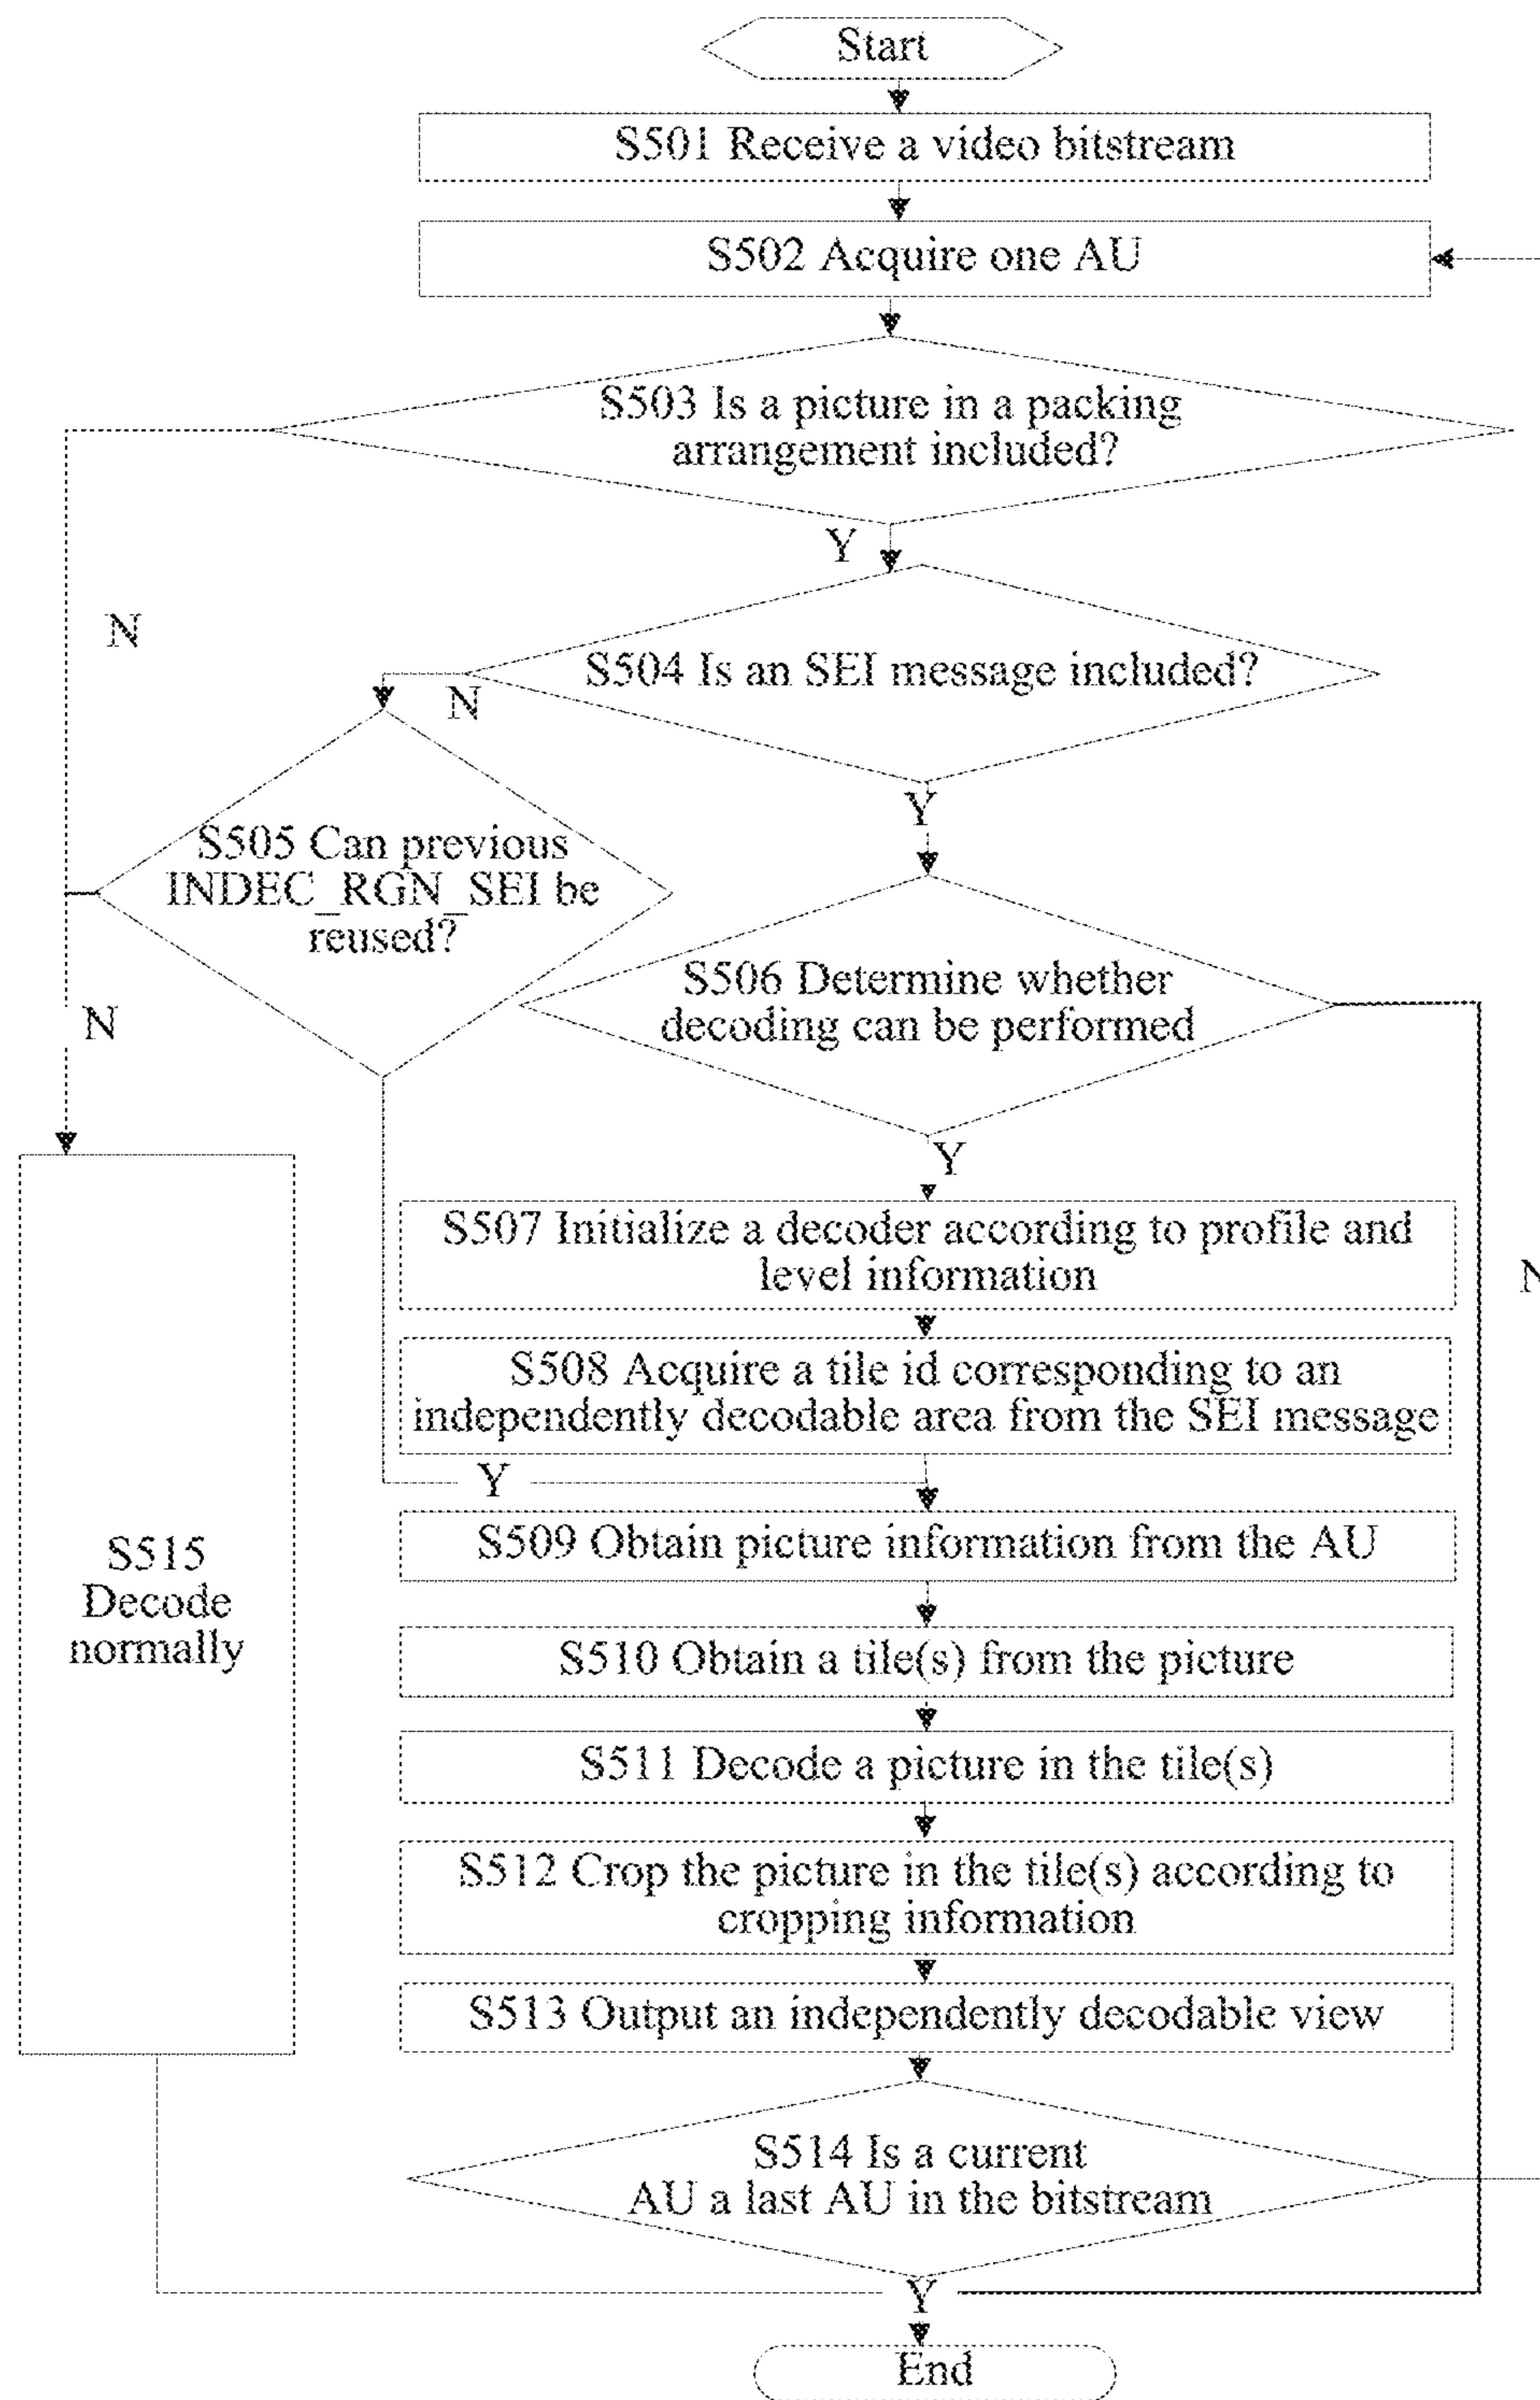 Start
S501 Receive a video bitstream
S502 Acquire one AU
S503 Is a picture in a packing
arrangement included?
Y
N
S504 Is an SEI message included?
N
Y
S505 Can previous
INDEC_RGN_SEI be
reused?
S506 Determine whether
decoding can be performed
N
Y
S507 Initialize a decoder according to profile and
level information
N
S508 Acquire a tile id corresponding to an
independently decodable area from the SEI message
Y
S509 Obtain picture information from the AU
S515
Decode
normally
S510 Obtain a tile(s) from the picture
S511 Decode a picture in the tile(s)
S512 Crop the picture in the tile(s) according to
cropping information
S513 Output an independently decodable view
S514 Is a current
AU a last AU in the bitstream
Y
End